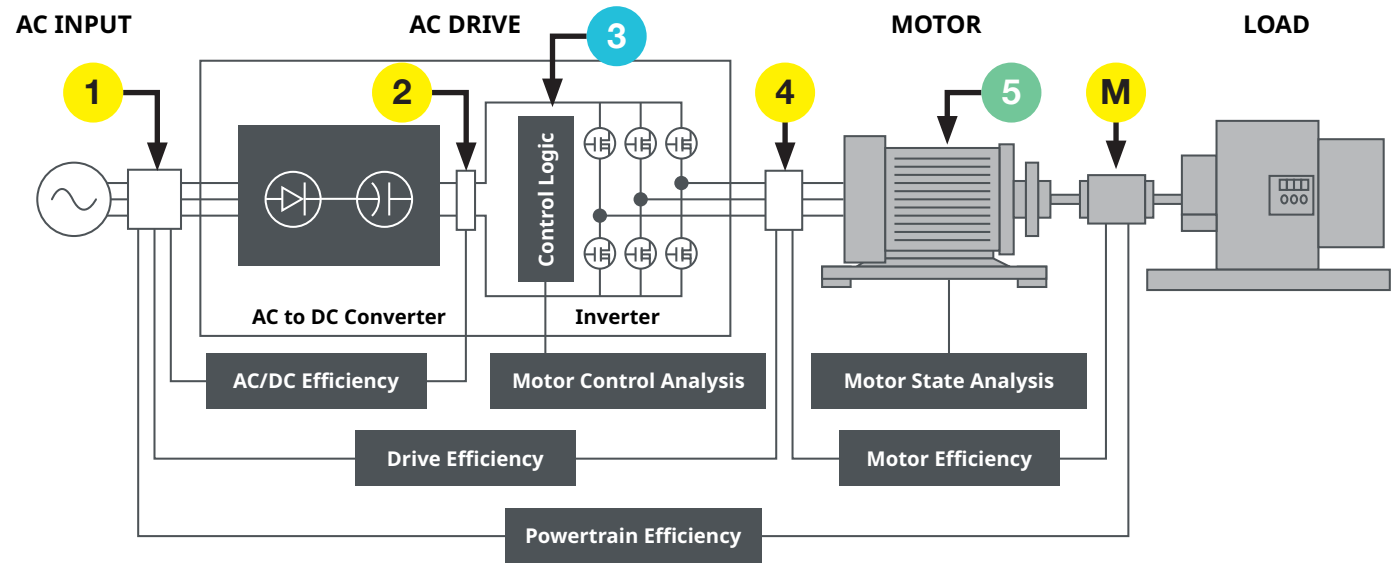 AC INPUT
AC DRIVE
MOTOR
LOAD
1
2
3
4
5
M
Control Logic
AC to DC Converter
Inverter
AC/DC Efficiency
Motor Control Analysis
Motor State Analysis
Drive Efficiency
Motor Efficiency
Powertrain Efficiency